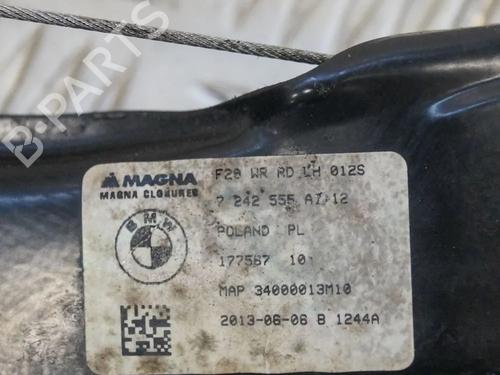 B-PARTS
MAGNA
MAGNA CLOSURES
BMW
F20 WR RD LH 012S
7 242 555 AI 12
POLAND PL
177567 10
MAP 34000013M10
2013-06-06 B 1244A